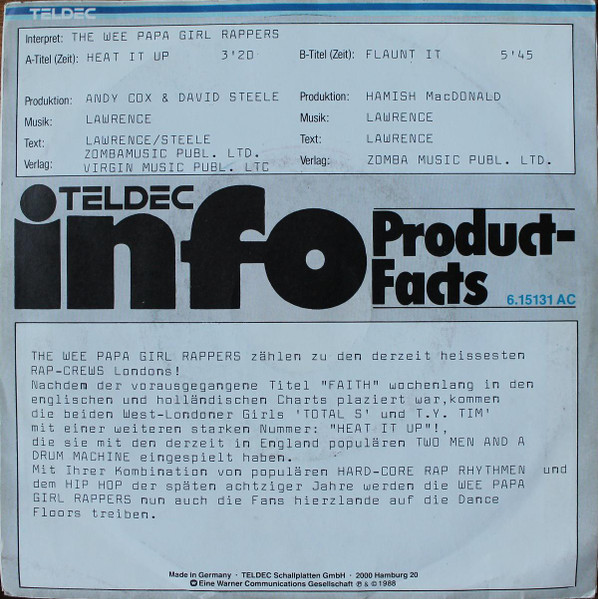 TELDEC
Interpret: THE WEE PAPA GIRL RAPPERS
A-Titel (Zeit): HEAT IT UP 3'20 B-Titel (Zeit): FLAUNT IT 5'45
Produktion: ANDY COX & DAVID STEELE Produktion: HAMISH MacDONALD
Musik: LAWRENCE Musik: LAWRENCE
Text: LAWRENCE/STEELE Text: LAWRENCE
ZOMBAMUSIC PUBL. LTD.
Verlag: VIRGIN MUSIC PUBL. LTC Verlag: ZOMBA MUSIC PUBL. LTD.
TELDEC
info Product-
Facts 6.15131 AC
THE WEE PAPA GIRL RAPPERS zählen zu den derzeit heissesten
RAP-CREWS Londons!
Nachdem der vorausgegangene Titel "FAITH" wochenlang in den
englischen und holländischen Charts plaziert war,kommen
die beiden West-Londoner Girls 'TOTAL S' und T.Y. TIM'
mit einer weiteren starken Nummer: "HEAT IT UP"!,
die sie mit den derzeit in England populären TWO MEN AND A
DRUM MACHINE eingespielt haben.
Mit Ihrer Kombination von populären HARD-CORE RAP RHYTHMEN und
dem HIP HOP der späten achtziger Jahre werden die WEE PAPA
GIRL RAPPERS nun auch die Fans hierzlande auf die Dance
Floors treiben.
Made in Germany · TELDEC Schallplatten GmbH · 2000 Hamburg 20
Eine Warner Communications Gesellschaft ℗ & © 1988